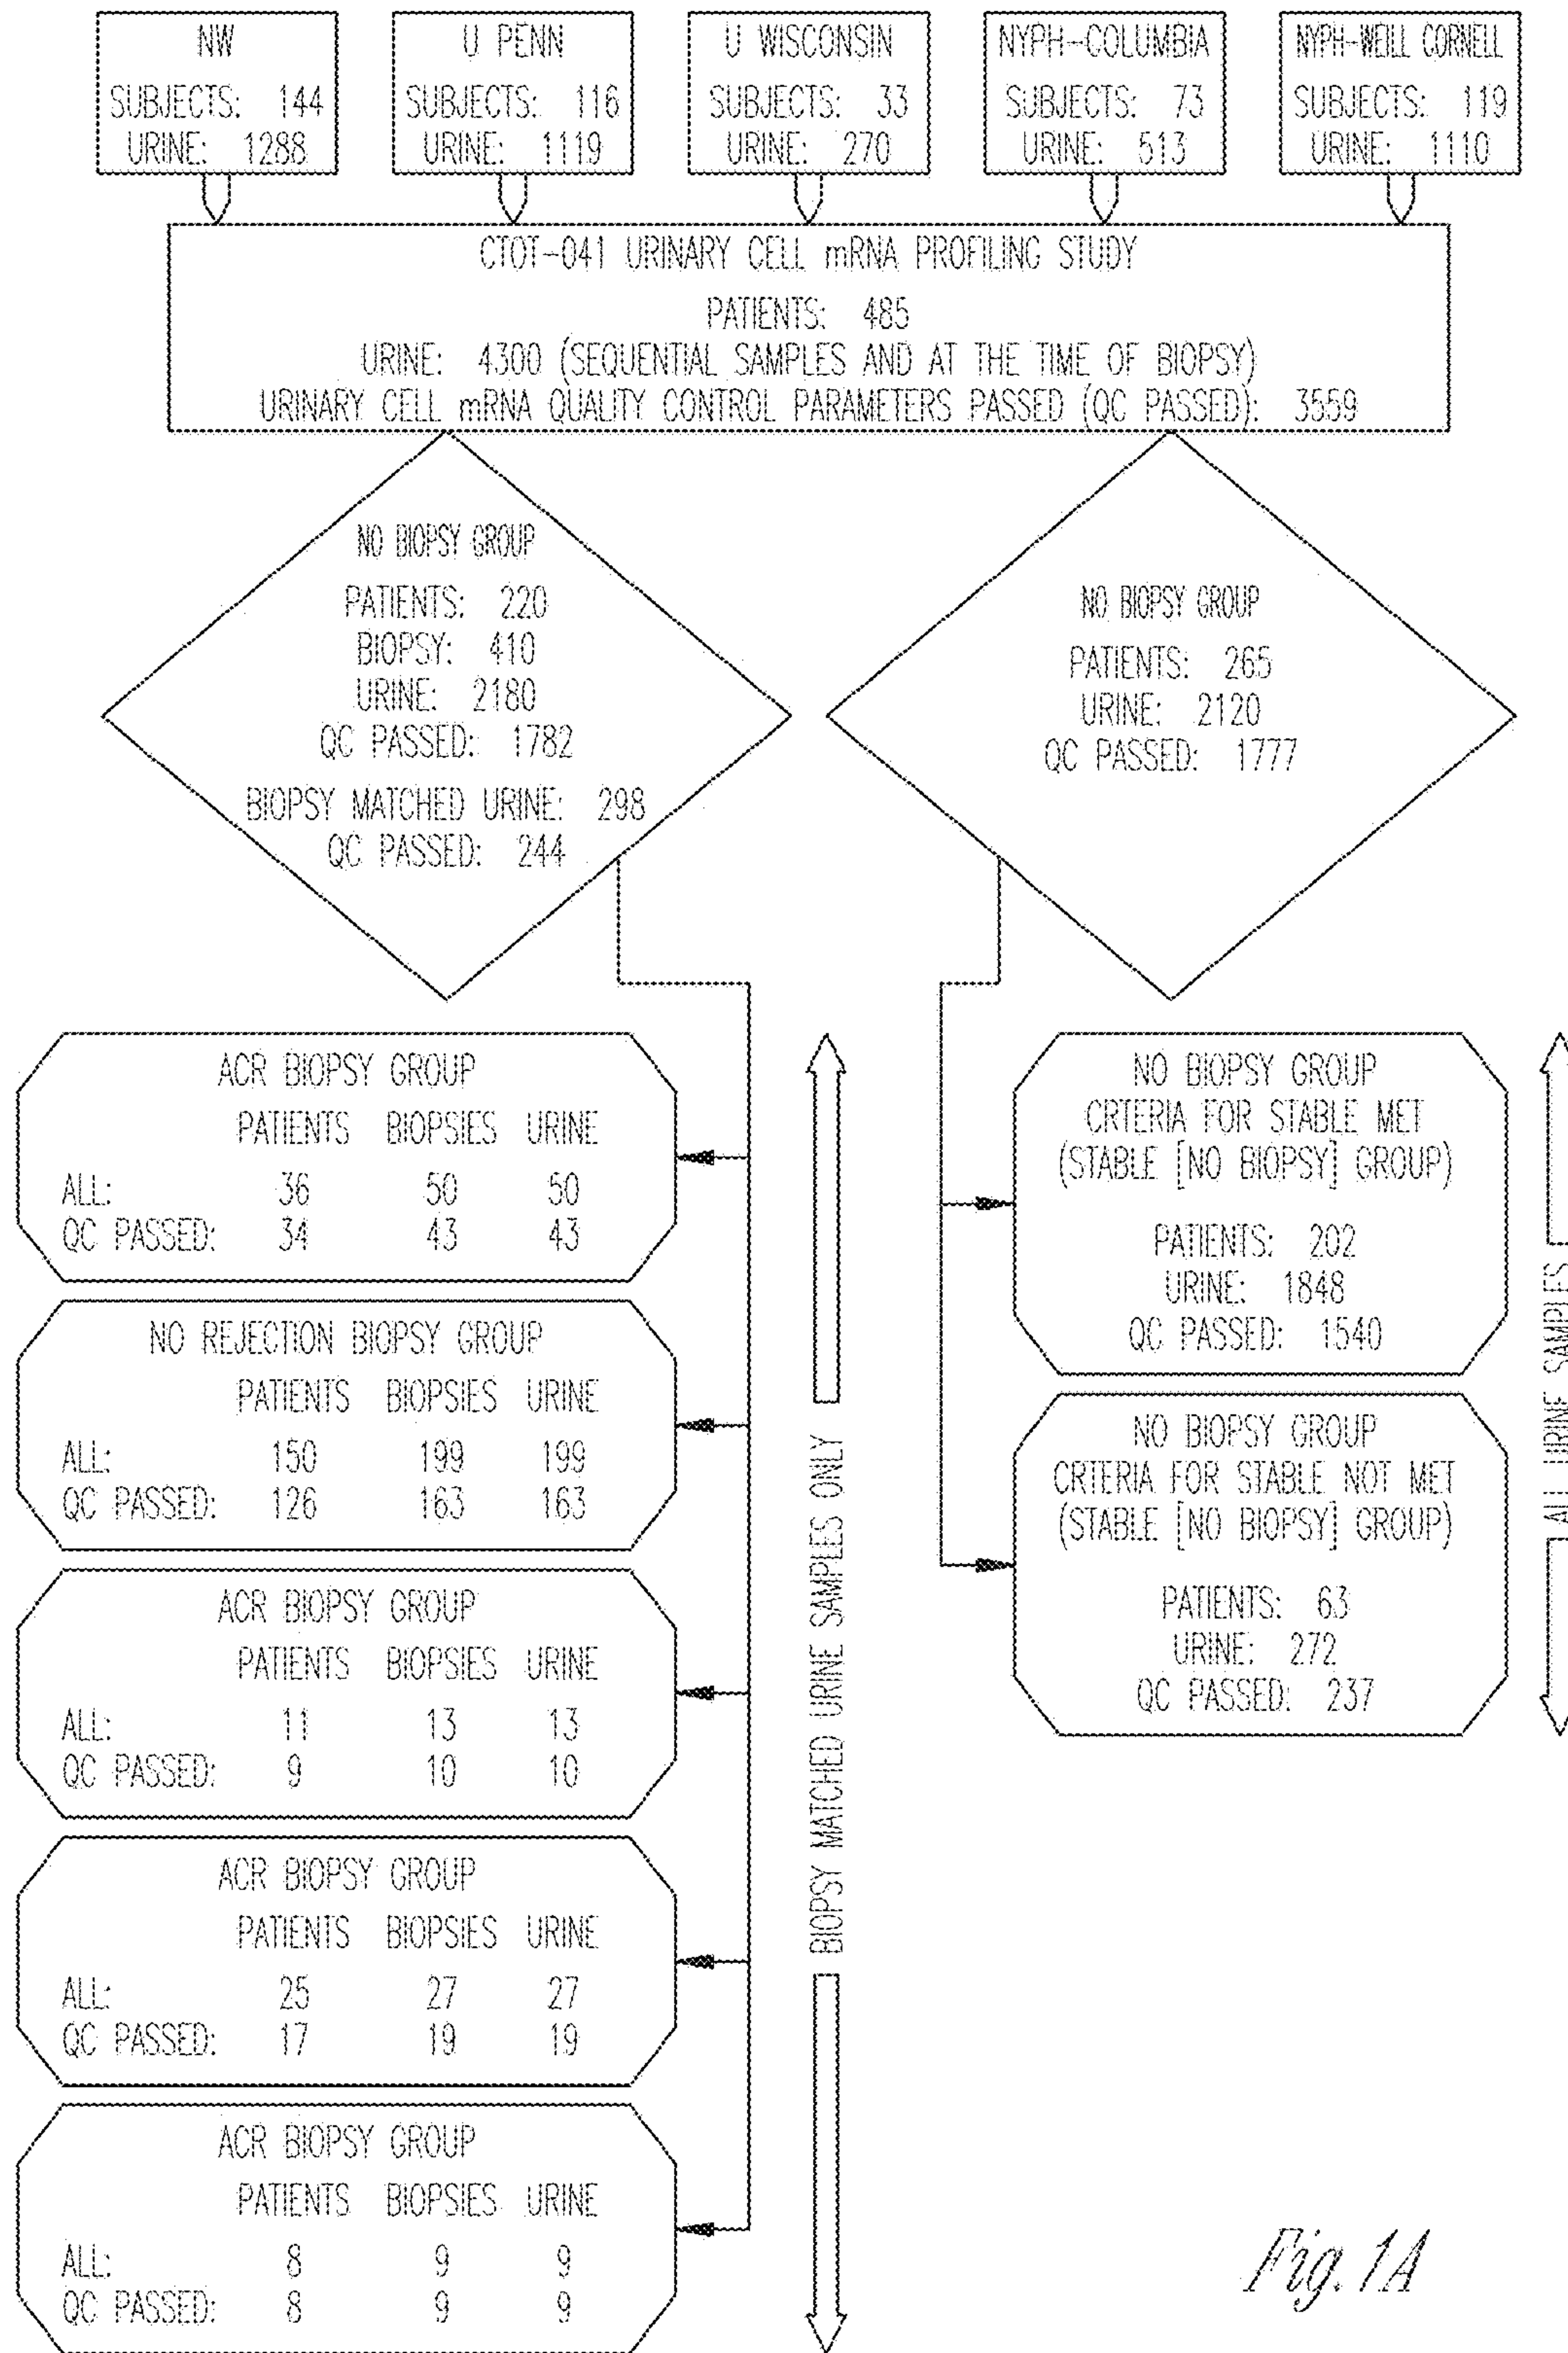 NW
SUBJECTS: 144
URINE: 1288
U PENN
SUBJECTS: 116
URINE: 1119
U WISCONSIN
SUBJECTS: 33
URINE: 270
NYPH-COLUMBIA
SUBJECTS: 73
URINE: 513
NYPH-WEILL CORNELL
SUBJECTS: 119
URINE: 1110
CTOT-041 URINARY CELL mRNA PROFILING STUDY
PATIENTS: 485
URINE: 4300 (SEQUENTIAL SAMPLES AND AT THE TIME OF BIOPSY)
URINARY CELL mRNA QUALITY CONTROL PARAMETERS PASSED (QC PASSED): 3559
NO BIOPSY GROUP
PATIENTS: 220
BIOPSY: 410
URINE: 2180
QC PASSED: 1782
BIOPSY MATCHED URINE: 298
QC PASSED: 244
NO BIOPSY GROUP
PATIENTS: 265
URINE: 2120
QC PASSED: 1777
ACR BIOPSY GROUP
PATIENTS BIOPSIES URINE
ALL: 36 50 50
QC PASSED: 34 43 43
NO REJECTION BIOPSY GROUP
PATIENTS BIOPSIES URINE
ALL: 150 199 199
QC PASSED: 126 163 163
ACR BIOPSY GROUP
PATIENTS BIOPSIES URINE
ALL: 11 13 13
QC PASSED: 9 10 10
ACR BIOPSY GROUP
PATIENTS BIOPSIES URINE
ALL: 25 27 27
QC PASSED: 17 19 19
ACR BIOPSY GROUP
PATIENTS BIOPSIES URINE
ALL: 8 9 9
QC PASSED: 8 9 9
BIOPSY MATCHED URINE SAMPLES ONLY
NO BIOPSY GROUP
CRTERIA FOR STABLE MET
(STABLE [NO BIOPSY] GROUP)
PATIENTS: 202
URINE: 1848
QC PASSED: 1540
NO BIOPSY GROUP
CRTERIA FOR STABLE NOT MET
(STABLE [NO BIOPSY] GROUP)
PATIENTS: 63
URINE: 272
QC PASSED: 237
ALL URINE SAMPLES
Fig. 1A